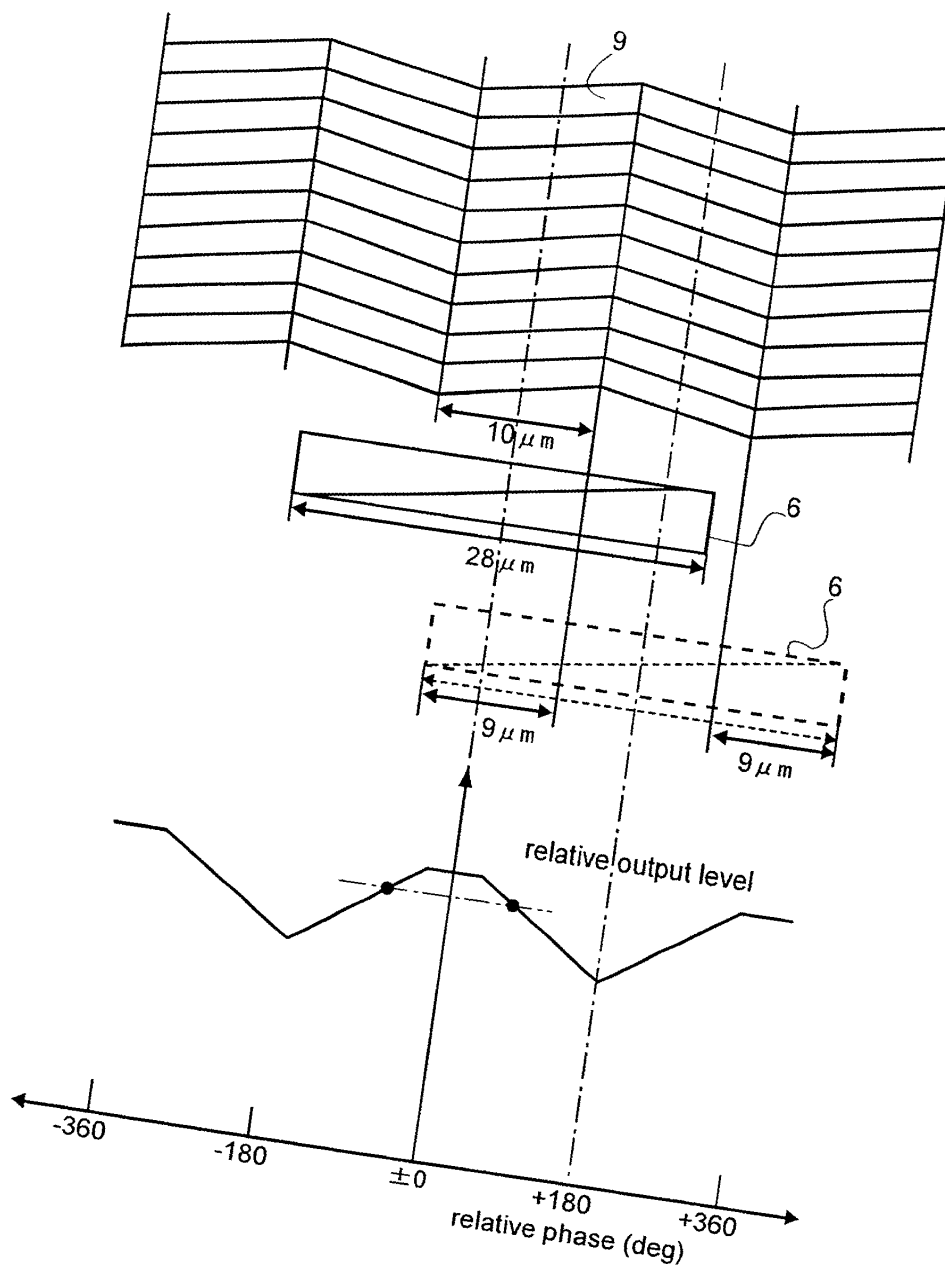 9
10μm
6
28μm
6
9μm
9μm
relative output level
-360
-180
±0
+180
+360
relative phase (deg)